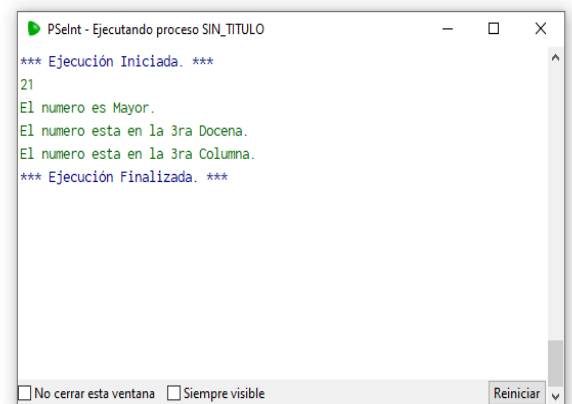 PSeInt - Ejecutando proceso SIN_TITULO
*** Ejecución Iniciada. ***
21
El numero es Mayor.
El numero esta en la 3ra Docena.
El numero esta en la 3ra Columna.
*** Ejecución Finalizada. ***
No cerrar esta ventana Siempre visible Reiniciar